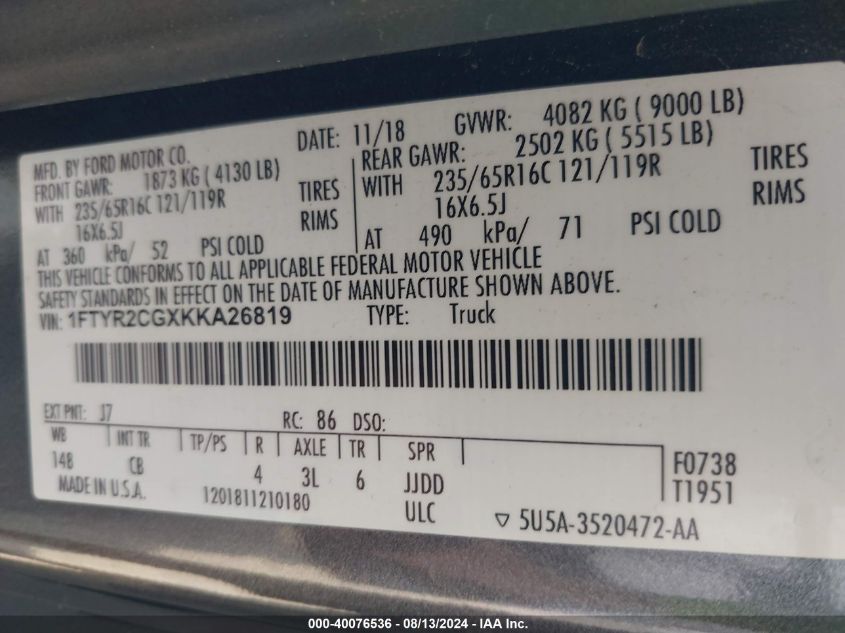 MFD. BY FORD MOTOR CO.
DATE: 11/18
GVWR: 4082 KG ( 9000 LB)
FRONT GAWR: 1873 KG ( 4130 LB)
WITH 235/65R16C 121/119R TIRES
16X6.5J RIMS
AT 360 kPa/ 52 PSI COLD
REAR GAWR: 2502 KG ( 5515 LB)
WITH 235/65R16C 121/119R TIRES
16X6.5J RIMS
AT 490 kPa/ 71 PSI COLD
THIS VEHICLE CONFORMS TO ALL APPLICABLE FEDERAL MOTOR VEHICLE
SAFETY STANDARDS IN EFFECT ON THE DATE OF MANUFACTURE SHOWN ABOVE.
VIN: 1FTYR2CGXKKA26819 TYPE: Truck
EXT PNT: J7 RC: 86 DSO:
WB INT TR TP/PS R AXLE TR SPR
148 CB 4 3L 6 JJDD
F0738
T1951
MADE IN U.S.A. 1201811210180 ULC
5U5A-3520472-AA
000-40076536 - 08/13/2024 - IAA Inc.